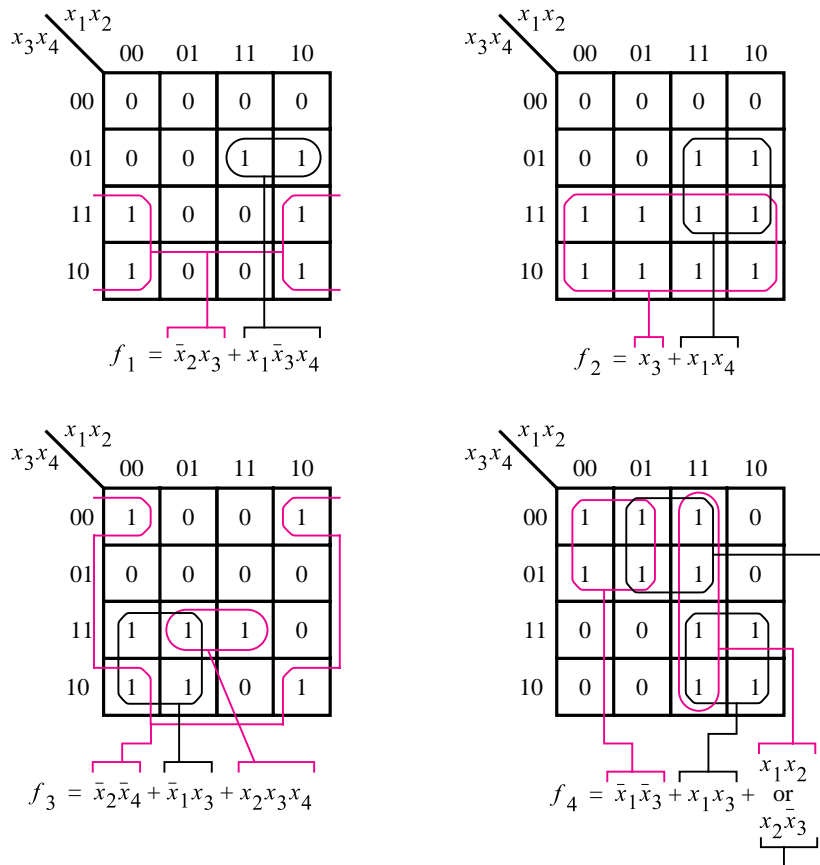 x₁x₂ x₁x₂
x₃x₄ 00 01 11 10 x₃x₄ 00 01 11 10
00 0 0 0 0 00 0 0 0 0
01 0 0 1 1 01 0 0 1 1
11 1 0 0 1 11 1 1 1 1
10 1 0 0 1 10 1 1 1 1
f₁ = x̄₂x₃ + x₁x̄₃x₄ f₂ = x₃ + x₁x₄
x₁x₂ x₁x₂
x₃x₄ 00 01 11 10 x₃x₄ 00 01 11 10
00 1 0 0 1 00 1 1 1 0
01 0 0 0 0 01 1 1 1 0
11 1 1 1 0 11 0 0 1 1
10 1 1 0 1 10 0 0 1 1
x₁x₂
f₃ = x̄₂x̄₄ + x̄₁x₃ + x₂x₃x₄ f₄ = x̄₁x̄₃ + x₁x₃ + or
x₂x̄₃